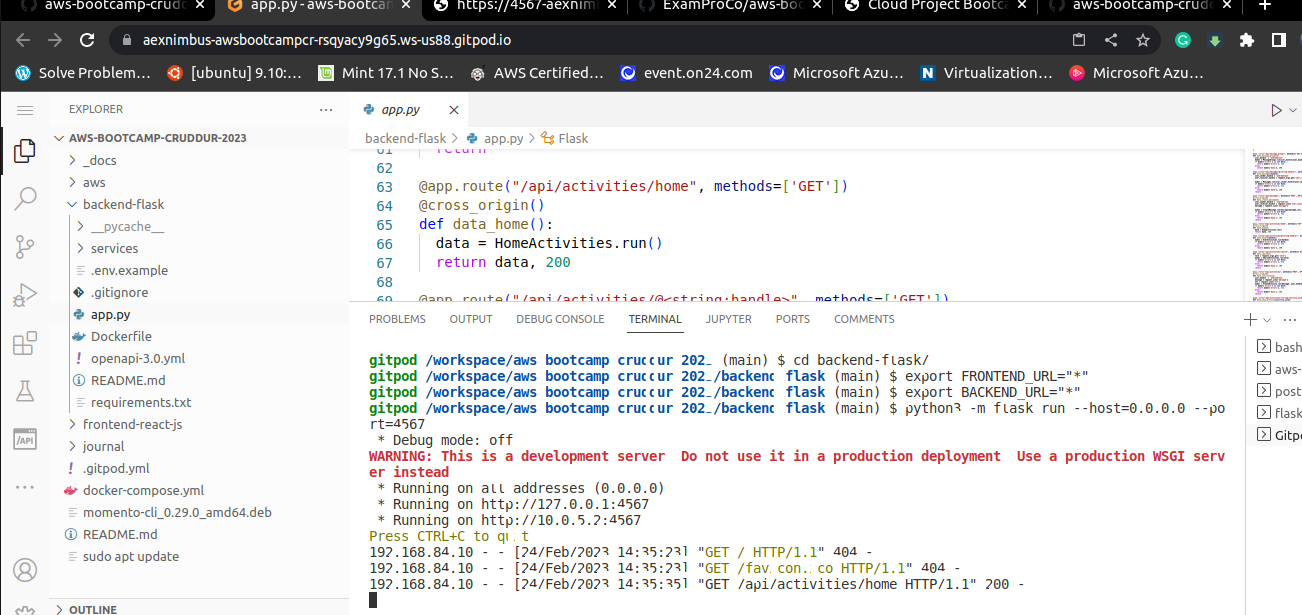 aws-bootcamp-crudd
app.py - aws-bootcan
https://4567-aexnim
ExamProCo/aws-boo
Cloud Project Bootca
aws-bootcamp-crudd
aexnimbus-awsbootcampcr-rsqyacy9g65.ws-us88.gitpod.io
Solve Problem... [ubuntu] 9.10:... Mint 17.1 No S... AWS Certified... event.on24.com Microsoft Azu... Virtualization... Microsoft Azu...
EXPLORER
AWS-BOOTCAMP-CRUDDUR-2023
_docs
aws
backend-flask
__pycache__
services
.env.example
.gitignore
app.py
Dockerfile
openapi-3.0.yml
README.md
requirements.txt
frontend-react-js
journal
.gitpod.yml
docker-compose.yml
momento-cli_0.29.0_amd64.deb
README.md
sudo apt update
OUTLINE
app.py
backend-flask > app.py > Flask
61 return
62
63 @app.route("/api/activities/home", methods=['GET'])
64 @cross_origin()
65 def data_home():
66 data = HomeActivities.run()
67 return data, 200
68
69 @app.route("/api/activities/@<string:handle>", methods=['GET'])
PROBLEMS OUTPUT DEBUG CONSOLE TERMINAL JUPYTER PORTS COMMENTS
gitpod /workspace/aws bootcamp cruddur 202 (main) $ cd backend-flask/
gitpod /workspace/aws bootcamp cruddur 202 /backend flask (main) $ export FRONTEND_URL="*"
gitpod /workspace/aws bootcamp cruddur 202 /backend flask (main) $ export BACKEND_URL="*"
gitpod /workspace/aws bootcamp cruddur 202 /backend flask (main) $ python3 -m flask run --host=0.0.0.0 --po
rt=4567
* Debug mode: off
WARNING: This is a development server Do not use it in a production deployment Use a production WSGI serv
er instead
* Running on all addresses (0.0.0.0)
* Running on http://127.0.0.1:4567
* Running on http://10.0.5.2:4567
Press CTRL+C to quit
192.168.84.10 - - [24/Feb/2023 14:35:23] "GET / HTTP/1.1" 404 -
192.168.84.10 - - [24/Feb/2023 14:35:23] "GET /favicon.ico HTTP/1.1" 404 -
192.168.84.10 - - [24/Feb/2023 14:35:35] "GET /api/activities/home HTTP/1.1" 200 -
bash
aws-
post
flask
Gitpo